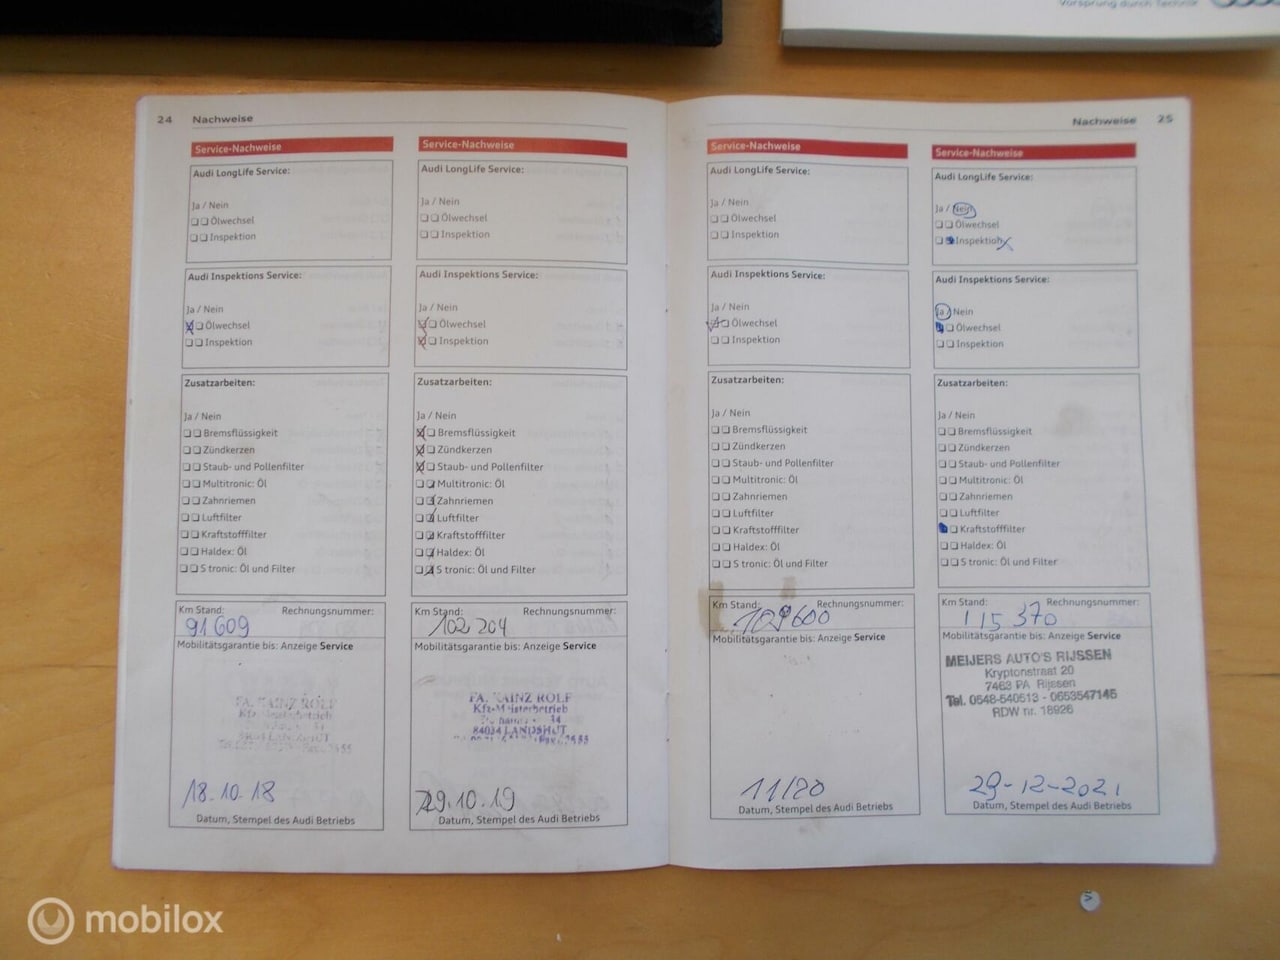 Vorsprung durch Technik
24 Nachweise
Service-Nachweise
Audi LongLife Service:
Ja / Nein
Ölwechsel
Inspektion
Audi Inspektions Service:
Ja / Nein
Ölwechsel
Inspektion
Zusatzarbeiten:
Ja / Nein
Bremsflüssigkeit
Zündkerzen
Staub- und Pollenfilter
Multitronic: Öl
Zahnriemen
Luftfilter
Kraftstofffilter
Haldex: Öl
S tronic: Öl und Filter
Km Stand: Rechnungsnummer:
91609
Mobilitätsgarantie bis: Anzeige Service
18.10.18
Datum, Stempel des Audi Betriebs
Service-Nachweise
Audi LongLife Service:
Ja / Nein
Ölwechsel
Inspektion
Audi Inspektions Service:
Ja / Nein
Ölwechsel
Inspektion
Zusatzarbeiten:
Ja / Nein
Bremsflüssigkeit
Zündkerzen
Staub- und Pollenfilter
Multitronic: Öl
Zahnriemen
Luftfilter
Kraftstofffilter
Haldex: Öl
S tronic: Öl und Filter
Km Stand: Rechnungsnummer:
102204
Mobilitätsgarantie bis: Anzeige Service
FA. KAINZ ROLF
Kfz-Meisterbetrieb
84034 LANDSHUT
29.10.19
Datum, Stempel des Audi Betriebs
Nachweise 25
Service-Nachweise
Audi LongLife Service:
Ja / Nein
Ölwechsel
Inspektion
Audi Inspektions Service:
Ja / Nein
Ölwechsel
Inspektion
Zusatzarbeiten:
Ja / Nein
Bremsflüssigkeit
Zündkerzen
Staub- und Pollenfilter
Multitronic: Öl
Zahnriemen
Luftfilter
Kraftstofffilter
Haldex: Öl
S tronic: Öl und Filter
Km Stand: Rechnungsnummer:
109600
Mobilitätsgarantie bis: Anzeige Service
11/20
Datum, Stempel des Audi Betriebs
Service-Nachweise
Audi LongLife Service:
Ja / Nein
Ölwechsel
Inspektion
Audi Inspektions Service:
Ja / Nein
Ölwechsel
Inspektion
Zusatzarbeiten:
Ja / Nein
Bremsflüssigkeit
Zündkerzen
Staub- und Pollenfilter
Multitronic: Öl
Zahnriemen
Luftfilter
Kraftstofffilter
Haldex: Öl
S tronic: Öl und Filter
Km Stand: Rechnungsnummer:
115370
Mobilitätsgarantie bis: Anzeige Service
MEIJERS AUTO'S RIJSSEN
Kryptonstraat 20
7463 PA Rijssen
Tel. 0548-540513 - 0653547145
RDW nr. 18926
29-12-2021
Datum, Stempel des Audi Betriebs
mobilox